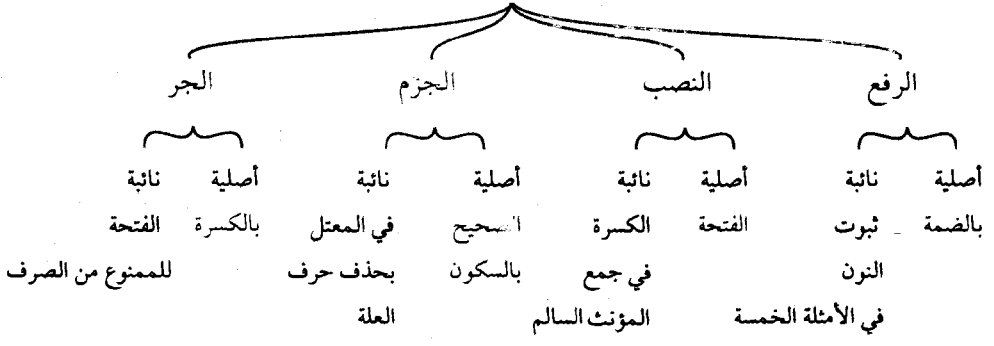 الرفع النصب الجزم الجر
أصلية نائبة أصلية نائبة أصلية نائبة أصلية نائبة
بالضمة ثبوت الفتحة الكسرة الصحيح في المعتل بالكسرة الفتحة
النون في جمع بالسكون بحذف حرف للممنوع من الصرف
في الأمثلة الخمسة المؤنث السالم العلة